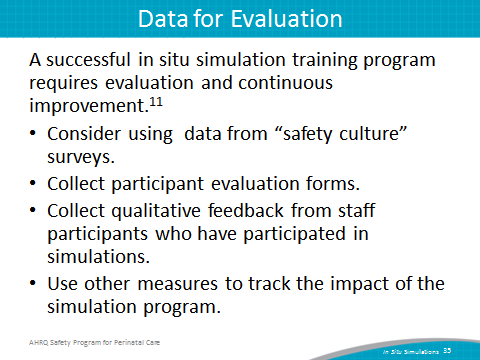 Data for Evaluation
A successful in situ simulation training program
requires evaluation and continuous
improvement.11
• Consider using data from “safety culture”
surveys.
• Collect participant evaluation forms.
• Collect qualitative feedback from staff
participants who have participated in
simulations.
• Use other measures to track the impact of the
simulation program.
AHRQ Safety Program for Perinatal Care
In Situ Simulations 35